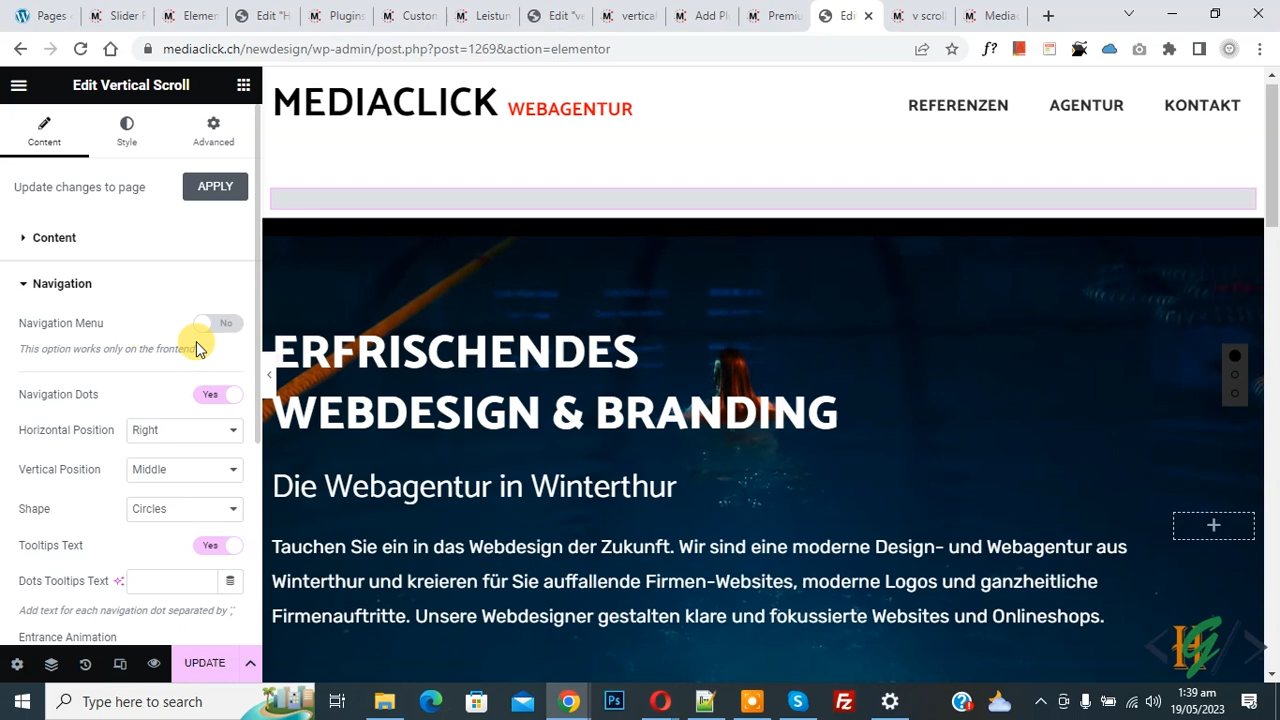 Pages
Elemen
Edit "H
Plugins
Custom
Leistun
Edit "ve
vertical
Add Pl
Premiu
Edi
v scroll
Mediac
mediaclick.ch/newdesign/wp-admin/post.php?post=1269&action=elementor
Edit Vertical Scroll
MEDIACLICK WEBAGENTUR
REFERENZEN AGENTUR KONTAKT
Content Style Advanced
Update changes to page APPLY
Content
Navigation
Navigation Menu No
This option works only on the frontend
Navigation Dots Yes
Horizontal Position Right
Vertical Position Middle
Shape Circles
Tooltips Text Yes
Dots Tooltips Text
Add text for each navigation dot separated by ','
Entrance Animation
UPDATE
ERFRISCHENDES
WEBDESIGN & BRANDING
Die Webagentur in Winterthur
Tauchen Sie ein in das Webdesign der Zukunft. Wir sind eine moderne Design- und Webagentur aus
Winterthur und kreieren für Sie auffallende Firmen-Websites, moderne Logos und ganzheitliche
Firmenauftritte. Unsere Webdesigner gestalten klare und fokussierte Websites und Onlineshops.
Type here to search
1:39 am
19/05/2023